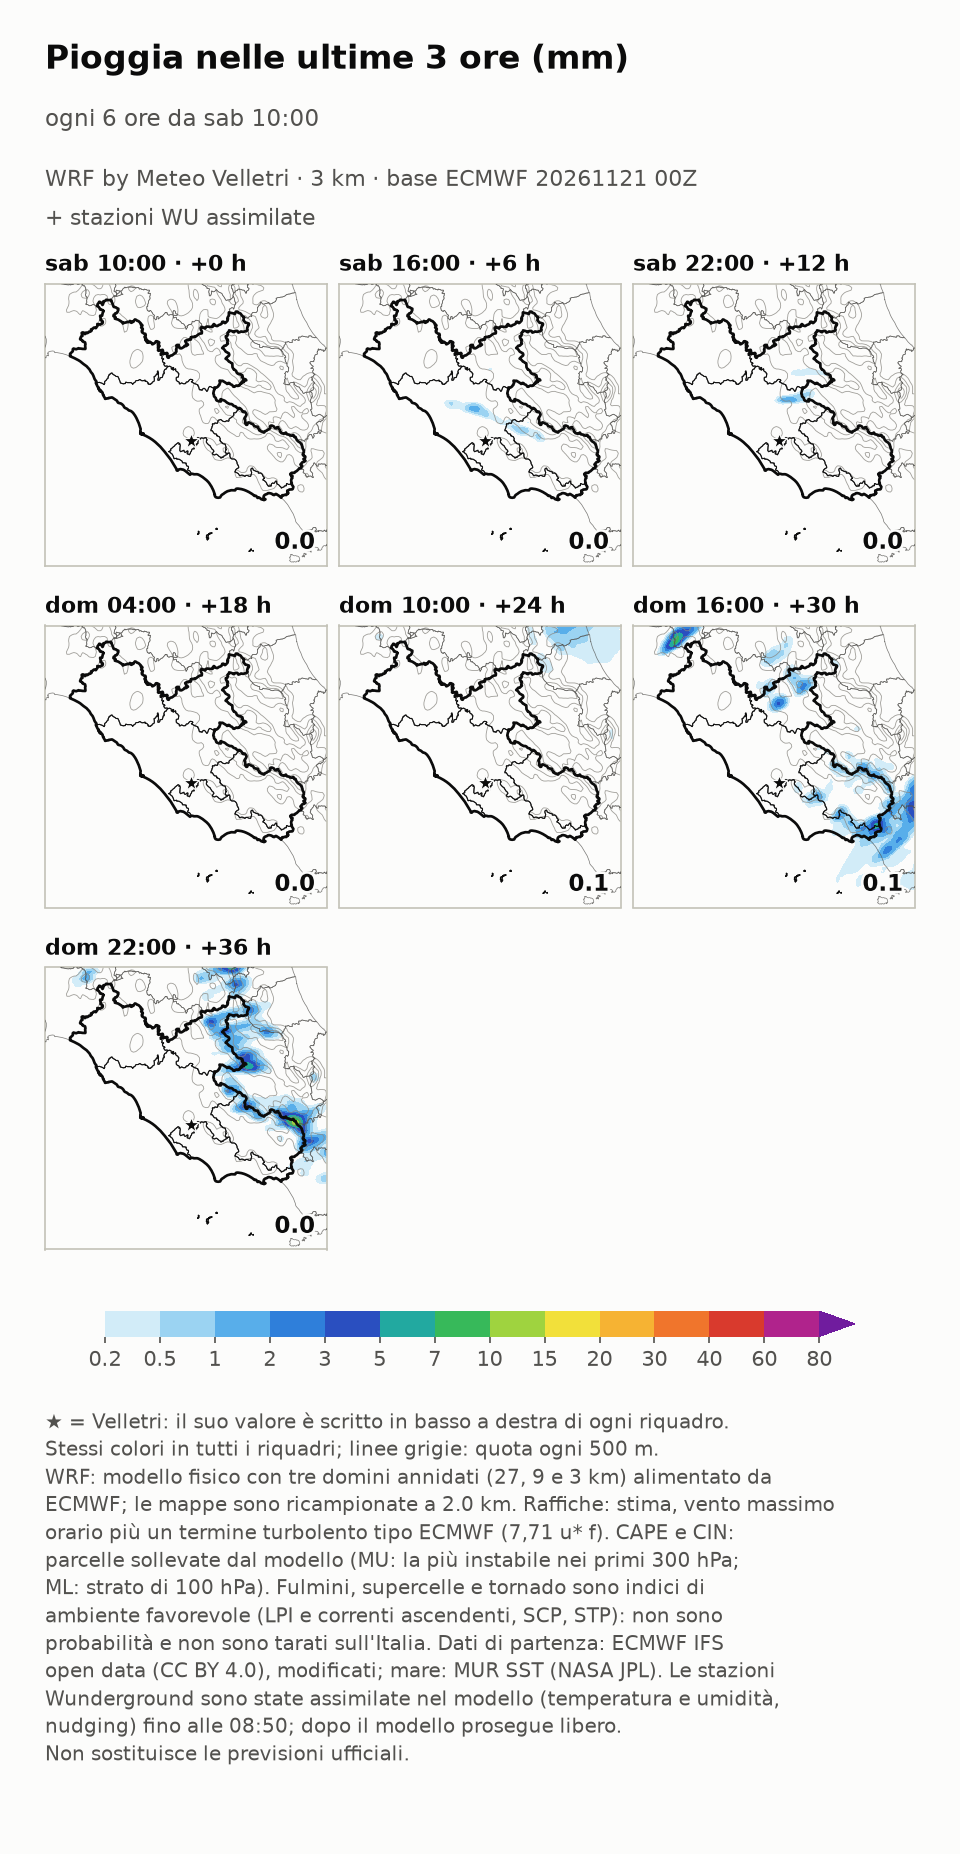 Pioggia nelle ultime 3 ore (mm)
ogni 6 ore da sab 10:00
WRF by Meteo Velletri · 3 km · base ECMWF 20261121 00Z
+ stazioni WU assimilate
sab 10:00 · +0 h
sab 16:00 · +6 h
sab 22:00 · +12 h
0.0
0.0
0.0
dom 04:00 · +18 h
dom 10:00 · +24 h
dom 16:00 · +30 h
0.0
0.1
0.1
dom 22:00 · +36 h
0.0
0.2 0.5 1 2 3 5 7 10 15 20 30 40 60 80
★ = Velletri: il suo valore è scritto in basso a destra di ogni riquadro.
Stessi colori in tutti i riquadri; linee grigie: quota ogni 500 m.
WRF: modello fisico con tre domini annidati (27, 9 e 3 km) alimentato da
ECMWF; le mappe sono ricampionate a 2.0 km. Raffiche: stima, vento massimo
orario più un termine turbolento tipo ECMWF (7,71 u* f). CAPE e CIN:
parcelle sollevate dal modello (MU: la più instabile nei primi 300 hPa;
ML: strato di 100 hPa). Fulmini, supercelle e tornado sono indici di
ambiente favorevole (LPI e correnti ascendenti, SCP, STP): non sono
probabilità e non sono tarati sull'Italia. Dati di partenza: ECMWF IFS
open data (CC BY 4.0), modificati; mare: MUR SST (NASA JPL). Le stazioni
Wunderground sono state assimilate nel modello (temperatura e umidità,
nudging) fino alle 08:50; dopo il modello prosegue libero.
Non sostituisce le previsioni ufficiali.